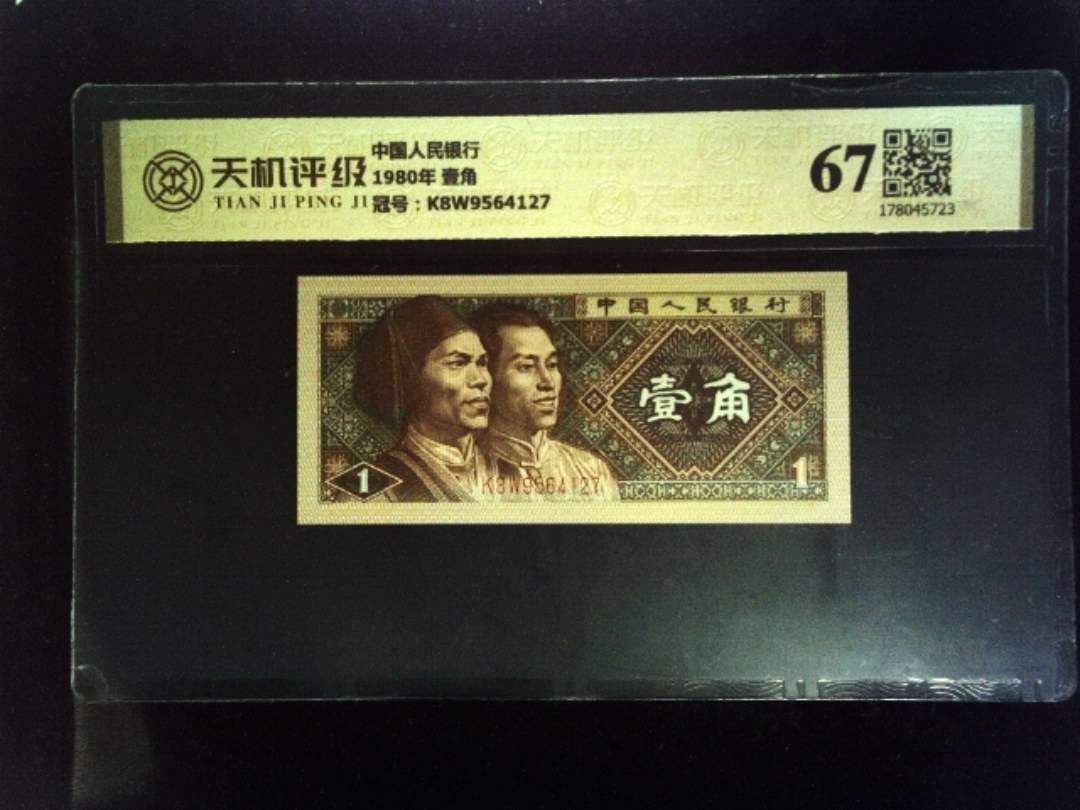 天机评级
TIAN JI PING JI
中国人民银行
1980年 壹角
冠号：K8W9564127
67
178045723
中国人民银行
壹角
1
K8W9564127
1